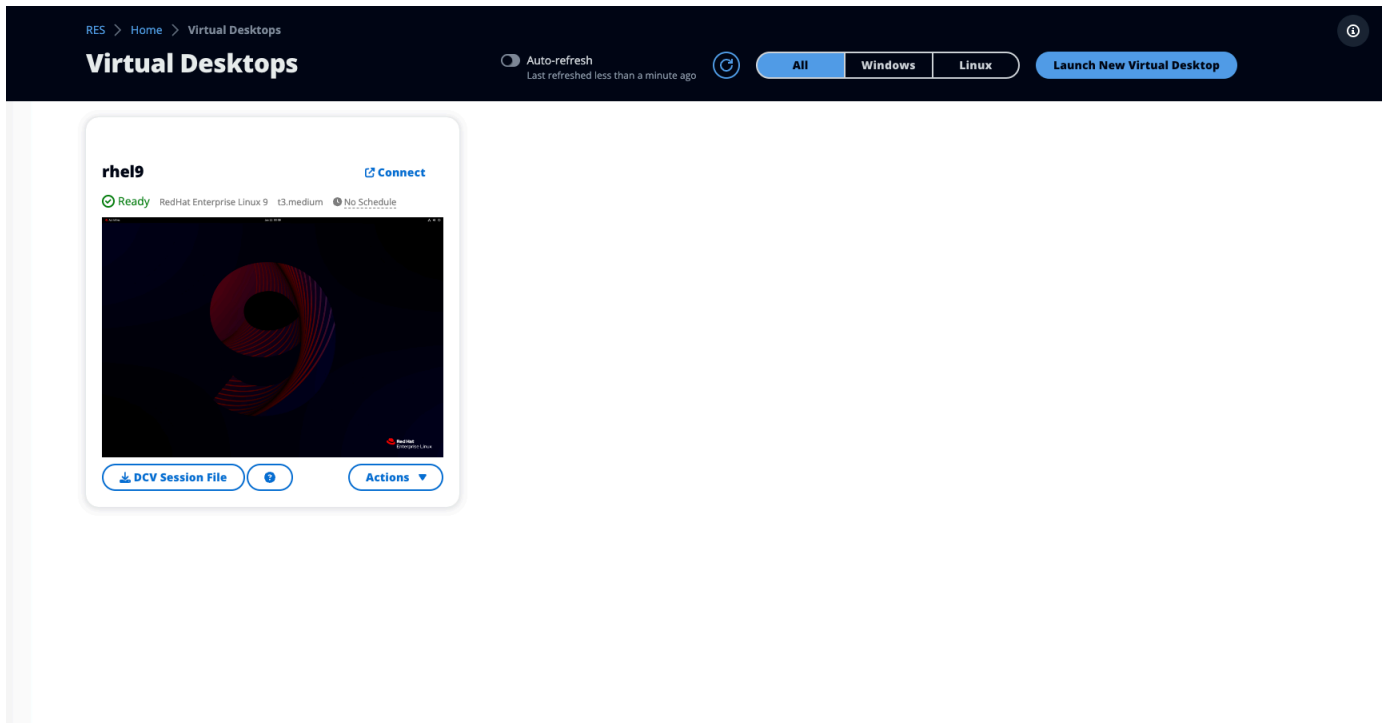 RES > Home > Virtual Desktops
Virtual Desktops
Auto-refresh
Last refreshed less than a minute ago
All Windows Linux
Launch New Virtual Desktop
rhel9
Connect
Ready RedHat Enterprise Linux 9 t3.medium No Schedule
9
Red Hat
Enterprise Linux
DCV Session File
Actions